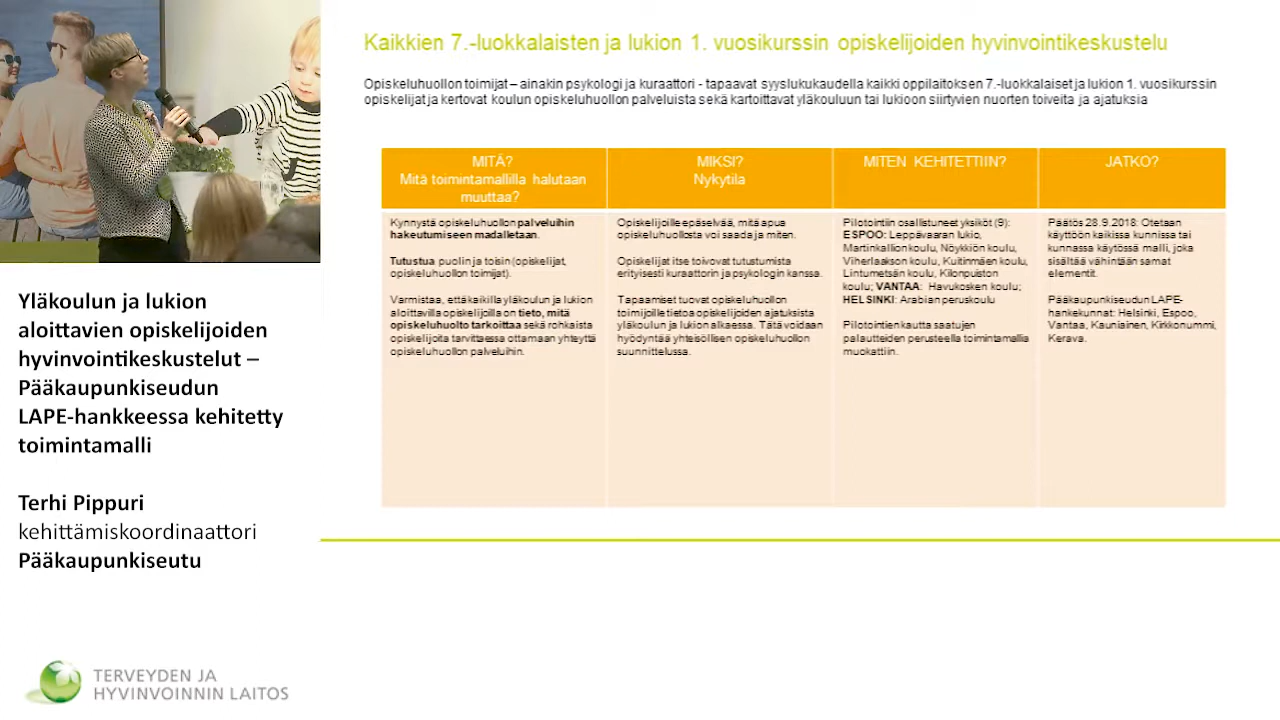 Kaikkien 7.-luokkalaisten ja lukion 1. vuosikurssin opiskelijoiden hyvinvointikeskustelu
Opiskeluhuollon toimijat – ainakin psykologi ja kuraattori - tapaavat syyslukukaudella kaikki oppilaitoksen 7.-luokkalaiset ja lukion 1. vuosikurssin
opiskelijat ja kertovat koulun opiskeluhuollon palveluista sekä kartoittavat yläkouluun tai lukioon siirtyvien nuorten toiveita ja ajatuksia
MITÄ?
Mitä toimintamallilla halutaan
muuttaa?
Kynnystä opiskeluhuollon palveluihin
hakeutumiseen madalletaan.
Tutustua puolin ja toisin (opiskelijat,
opiskeluhuollon toimijat).
Varmistaa, että kaikilla yläkoulun ja lukion
aloittavilla opiskelijoilla on tieto, mitä
opiskeluhuolto tarkoittaa sekä rohkaista
opiskelijoita tarvittaessa ottamaan yhteyttä
opiskeluhuollon palveluihin.
MIKSI?
Nykytila
Opiskelijoille epäselvää, mitä apua
opiskeluhuollosta voi saada ja miten.
Opiskelijat itse toivovat tutustumista
erityisesti kuraattorin ja psykologin kanssa.
Tapaamiset tuovat opiskeluhuollon
toimijoille tietoa opiskelijoiden ajatuksista
yläkoulun ja lukion alkaessa. Tätä voidaan
hyödyntää yhteisöllisen opiskeluhuollon
suunnittelussa.
MITEN KEHITETTIIN?
Pilotointiin osallistuneet yksiköt (9):
ESPOO: Leppävaaran lukio,
Martinkallion koulu, Nöykkiön koulu,
Viherlaakson koulu, Kuitinmäen koulu,
Lintumetsän koulu, Kilonpuiston
koulu; VANTAA: Havukosken koulu;
HELSINKI: Arabian peruskoulu
Pilotointien kautta saatujen
palautteiden perusteella toimintamallia
muokattiin.
JATKO?
Päätös 28.9.2018: Otetaan
käyttöön kaikissa kunnissa tai
kunnassa käytössä malli, joka
sisältää vähintään samat
elementit.
Pääkaupunkiseudun LAPE-
hankekunnat: Helsinki, Espoo,
Vantaa, Kauniainen, Kirkkonummi,
Kerava.
Yläkoulun ja lukion
aloittavien opiskelijoiden
hyvinvointikeskustelut –
Pääkaupunkiseudun
LAPE-hankkeessa kehitetty
toimintamalli
Terhi Pippuri
kehittämiskoordinaattori
Pääkaupunkiseutu
TERVEYDEN JA
HYVINVOINNIN LAITOS